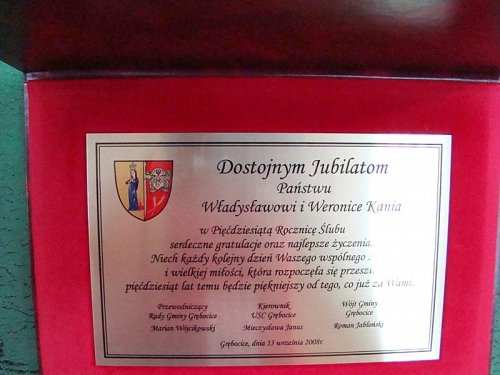 Dostojnym Jubilatom
Państwu
Władysławowi i Weronice Kania
w Pięćdziesiątą Rocznicę Ślubu
serdeczne gratulacje oraz najlepsze życzenia.
Niech każdy kolejny dzień Waszego wspólnego
i wielkiej miłości, która rozpoczęła się przeszło
pięćdziesiąt lat temu będzie piękniejszy od tego, co już za Wami.
Przewodniczący Kierownik Wójt Gminy
Rady Gminy Grębocice USC Grębocice Grębocice
Marian Wójcikowski Mieczysława Janus Roman Jabłoński
Grębocice, dnia 13 września 2008r.